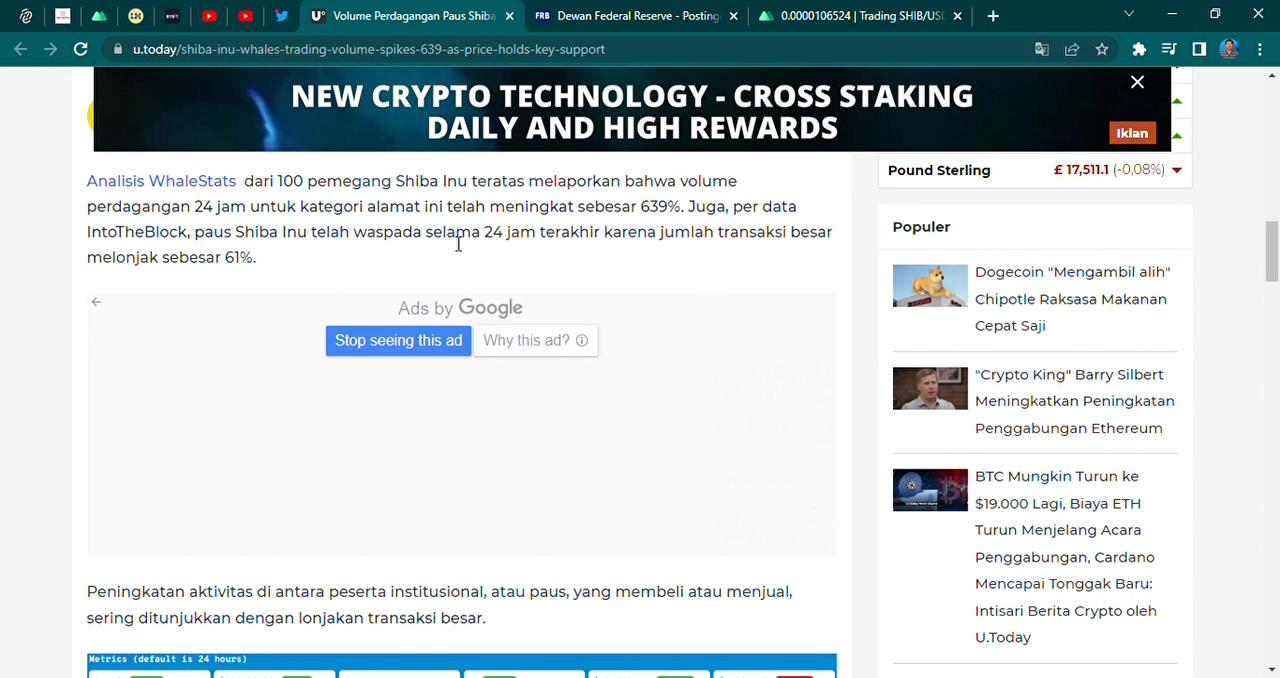 Volume Perdagangan Paus Shiba
FRB Dewan Federal Reserve - Posting
0.0000106524 | Trading SHIB/USD
u.today/shiba-inu-whales-trading-volume-spikes-639-as-price-holds-key-support
NEW CRYPTO TECHNOLOGY - CROSS STAKING
DAILY AND HIGH REWARDS
Iklan
Analisis WhaleStats dari 100 pemegang Shiba Inu teratas melaporkan bahwa volume
perdagangan 24 jam untuk kategori alamat ini telah meningkat sebesar 639%. Juga, per data
IntoTheBlock, paus Shiba Inu telah waspada selama 24 jam terakhir karena jumlah transaksi besar
melonjak sebesar 61%.
Ads by Google
Stop seeing this ad
Why this ad?
Peningkatan aktivitas di antara peserta institusional, atau paus, yang membeli atau menjual,
sering ditunjukkan dengan lonjakan transaksi besar.
Metrics (default is 24 hours)
Pound Sterling £ 17,511.1 (-0,08%)
Populer
Dogecoin "Mengambil alih"
Chipotle Raksasa Makanan
Cepat Saji
"Crypto King" Barry Silbert
Meningkatkan Peningkatan
Penggabungan Ethereum
BTC Mungkin Turun ke
$19.000 Lagi, Biaya ETH
Turun Menjelang Acara
Penggabungan, Cardano
Mencapai Tonggak Baru:
Intisari Berita Crypto oleh
U.Today